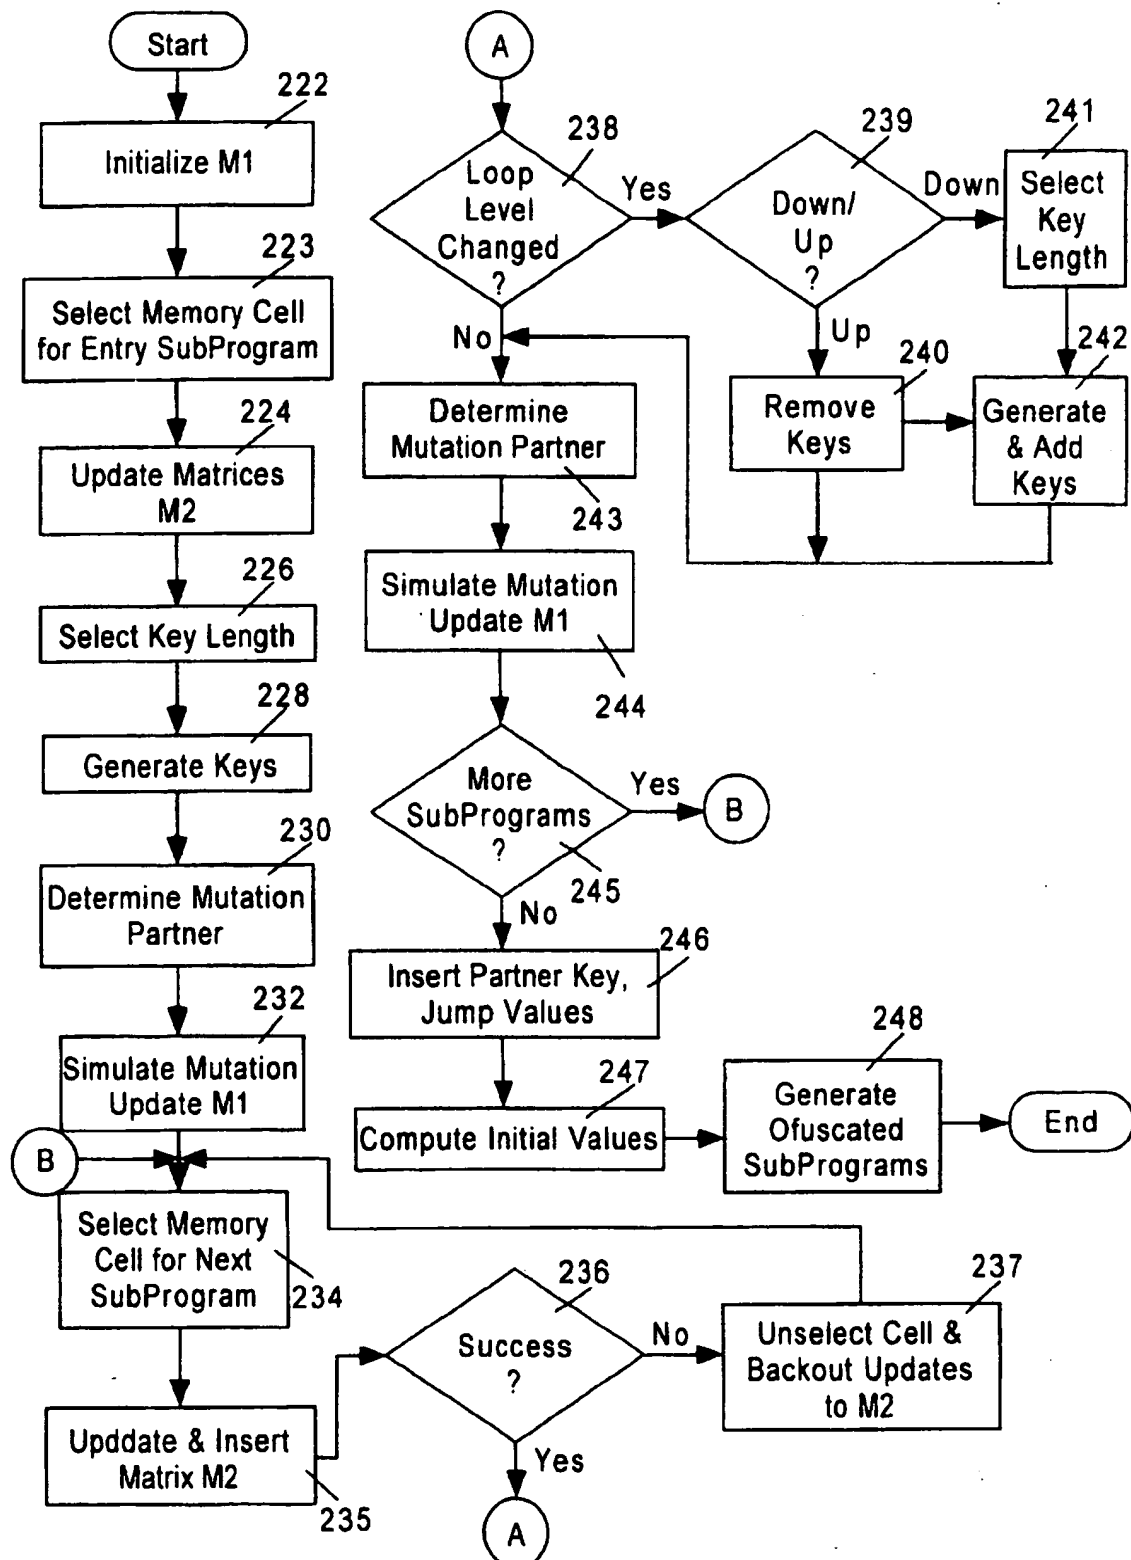 Start
222
Initialize M1
223
Select Memory Cell
for Entry SubProgram
224
Update Matrices
M2
226
Select Key Length
228
Generate Keys
230
Determine Mutation
Partner
232
Simulate Mutation
Update M1
B
Select Memory
Cell for Next
SubProgram
234
Upddate & Insert
Matrix M2
235
236
Success
?
No
Yes
A
237
Unselect Cell &
Backout Updates
to M2
A
238
Loop
Level
Changed
?
Yes
No
239
Down/
Up
?
Down
Up
241
Select
Key
Length
240
Remove
Keys
242
Generate
& Add
Keys
Determine
Mutation Partner
243
Simulate Mutation
Update M1
244
More
SubPrograms
?
245
Yes
B
No
246
Insert Partner Key,
Jump Values
247
Compute Initial Values
248
Generate
Ofuscated
SubPrograms
End